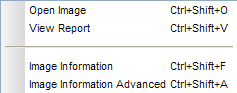 Open Image Ctrl+Shift+O
View Report Ctrl+Shift+V
Image Information Ctrl+Shift+F
Image Information Advanced Ctrl+Shift+A